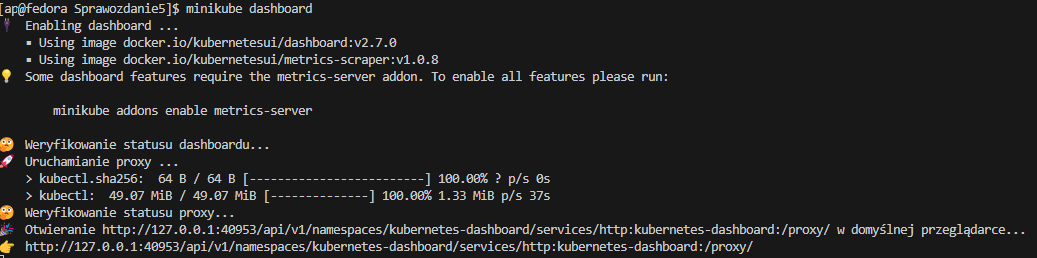 [ap@fedora Sprawozdanie5]$ minikube dashboard
🔌 Enabling dashboard ...
▪ Using image docker.io/kubernetesui/dashboard:v2.7.0
▪ Using image docker.io/kubernetesui/metrics-scraper:v1.0.8
💡 Some dashboard features require the metrics-server addon. To enable all features please run:
minikube addons enable metrics-server
🤔 Weryfikowanie statusu dashboardu...
🚀 Uruchamianie proxy ...
> kubectl.sha256: 64 B / 64 B [-------------------------] 100.00% ? p/s 0s
> kubectl: 49.07 MiB / 49.07 MiB [--------------] 100.00% 1.33 MiB p/s 37s
🤔 Weryfikowanie statusu proxy...
🎉 Otwieranie http://127.0.0.1:40953/api/v1/namespaces/kubernetes-dashboard/services/http:kubernetes-dashboard:/proxy/ w domyślnej przeglądarce...
👉 http://127.0.0.1:40953/api/v1/namespaces/kubernetes-dashboard/services/http:kubernetes-dashboard:/proxy/